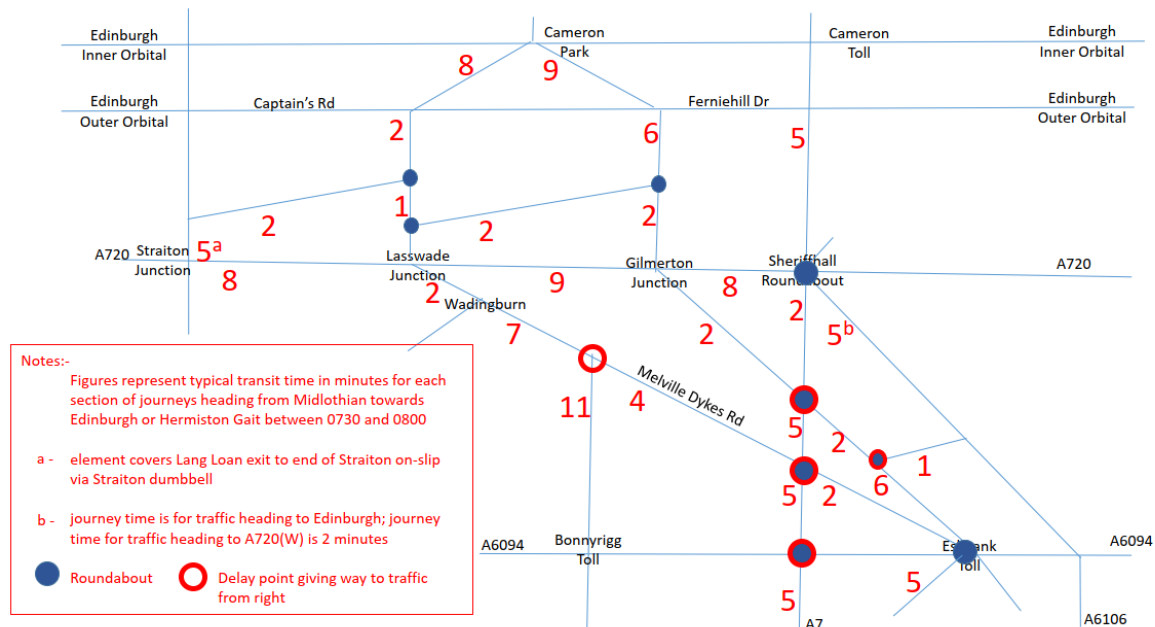 Edinburgh
Inner Orbital
Cameron
Park
Cameron
Toll
Edinburgh
Inner Orbital
8
9
Edinburgh
Outer Orbital
Captain's Rd
Ferniehill Dr
Edinburgh
Outer Orbital
2
6
5
1
2
2
2
A720
Straiton
Junction
5a
8
Lasswade
Junction
9
Gilmerton
Junction
8
Sheriffhall
Roundabout
A720
2
Wadingburn
7
2
2
5b
11
4
Melville Dykes Rd
5
2
1
6
5
2
A6094
Bonnyrigg
Toll
Eskbank
Toll
A6094
5
5
A7
A6106
Notes:-
Figures represent typical transit time in minutes for each
section of journeys heading from Midlothian towards
Edinburgh or Hermiston Gait between 0730 and 0800
a - element covers Lang Loan exit to end of Straiton on-slip
via Straiton dumbbell
b - journey time is for traffic heading to Edinburgh; journey
time for traffic heading to A720(W) is 2 minutes
Roundabout
Delay point giving way to traffic
from right